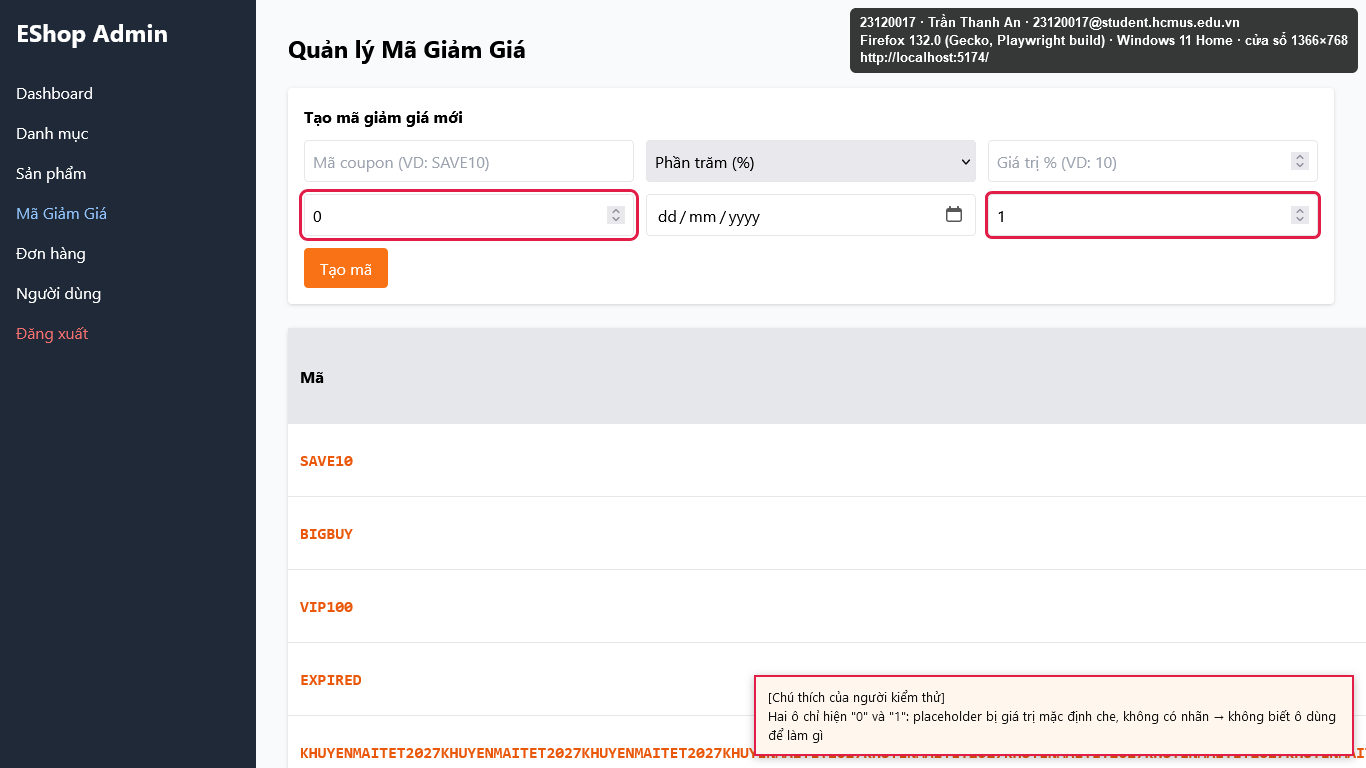 EShop Admin
Dashboard
Danh mục
Sản phẩm
Mã Giảm Giá
Đơn hàng
Người dùng
Đăng xuất
23120017 · Trần Thanh An · 23120017@student.hcmus.edu.vn
Firefox 132.0 (Gecko, Playwright build) · Windows 11 Home · cửa sổ 1366×768
http://localhost:5174/
Quản lý Mã Giảm Giá
Tạo mã giảm giá mới
Mã coupon (VD: SAVE10)
Phần trăm (%)
Giá trị % (VD: 10)
0
dd / mm / yyyy
1
Tạo mã
Mã
SAVE10
BIGBUY
VIP100
EXPIRED
KHUYENMAITET2027KHUYENMAITET2027KHUYENMAITET2027KHUYENMAITET2027KHUYENMAITET2027KHUYENMAITET2027KHUYENMAITET2027KHUYENMAI
[Chú thích của người kiểm thử]
Hai ô chỉ hiện "0" và "1": placeholder bị giá trị mặc định che, không có nhãn → không biết ô dùng
để làm gì